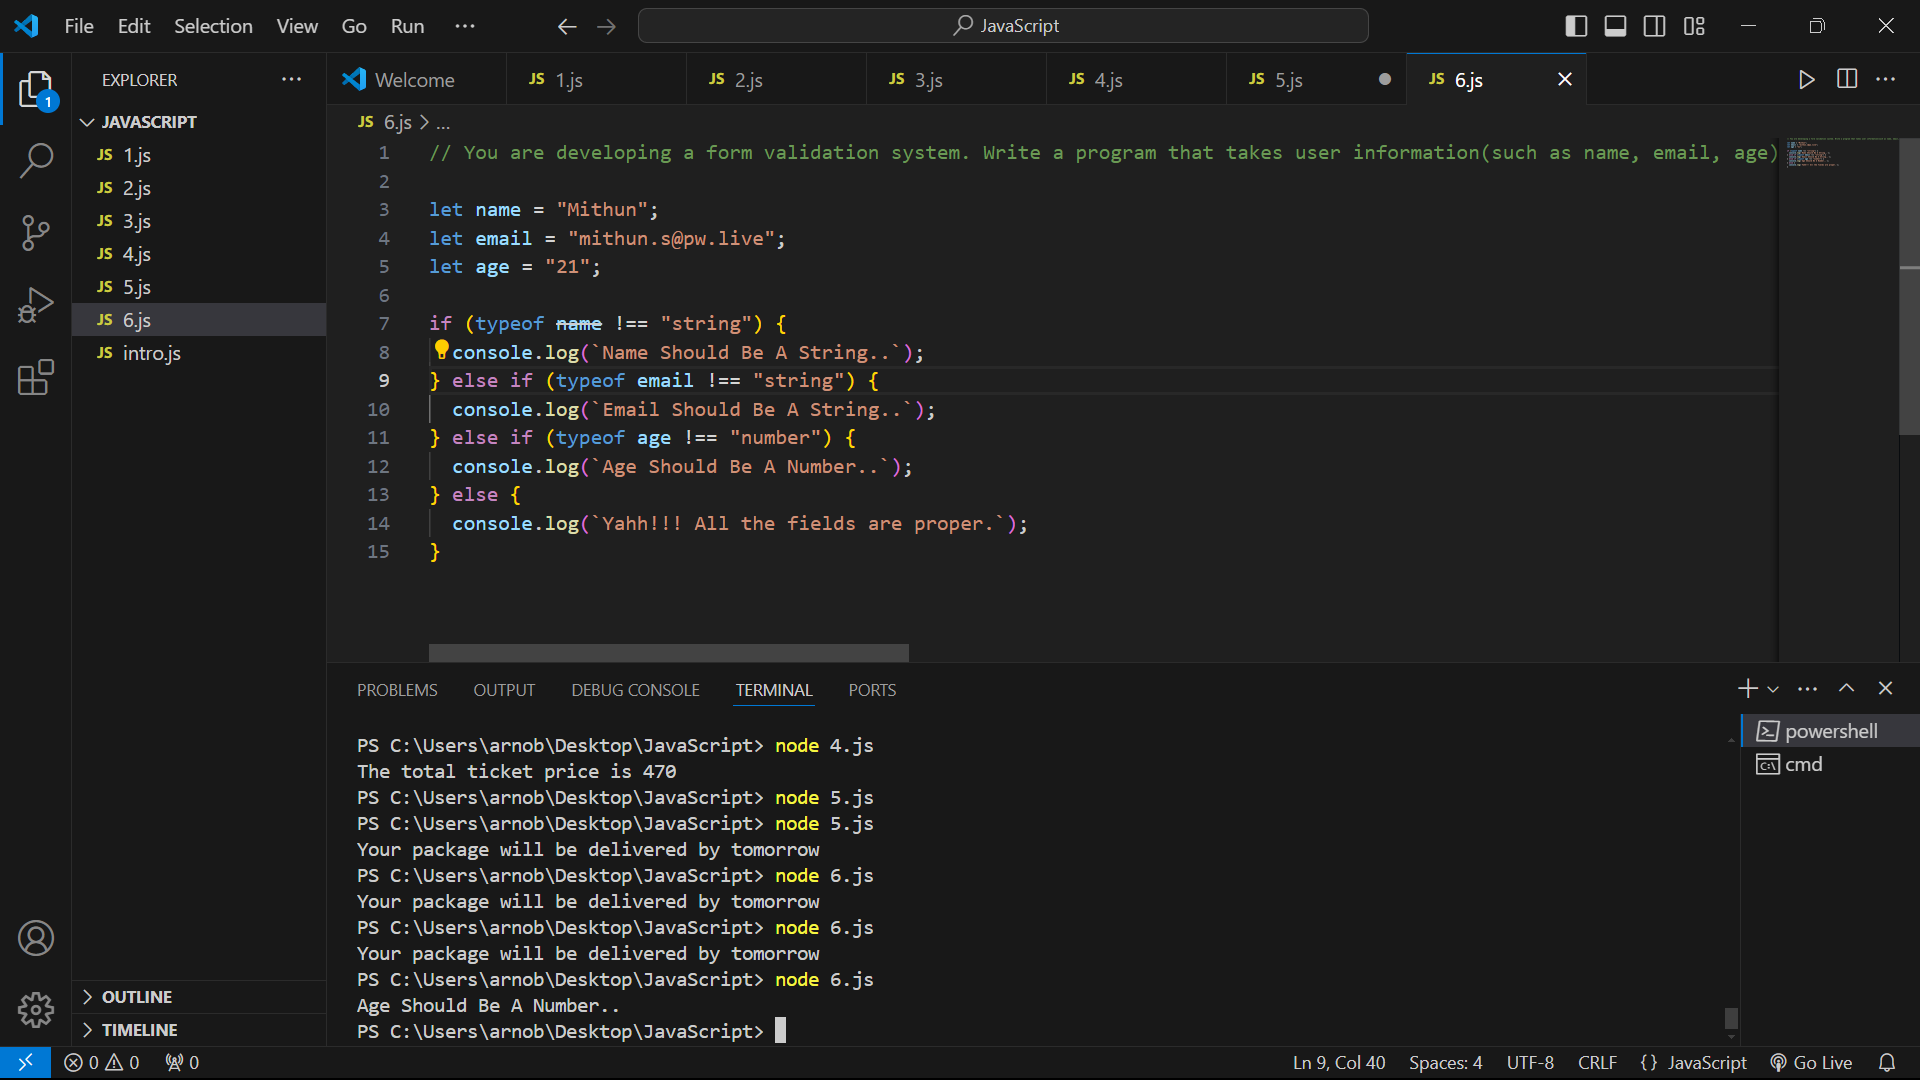 File Edit Selection View Go Run ...
JavaScript
EXPLORER
1
JAVASCRIPT
JS 1.js
JS 2.js
JS 3.js
JS 4.js
JS 5.js
JS 6.js
JS intro.js
OUTLINE
TIMELINE
Welcome JS 1.js JS 2.js JS 3.js JS 4.js JS 5.js JS 6.js
JS 6.js > ...
1 // You are developing a form validation system. Write a program that takes user information(such as name, email, age)
2
3 let name = "Mithun";
4 let email = "mithun.s@pw.live";
5 let age = "21";
6
7 if (typeof name !== "string") {
8 console.log(`Name Should Be A String..`);
9 } else if (typeof email !== "string") {
10 console.log(`Email Should Be A String..`);
11 } else if (typeof age !== "number") {
12 console.log(`Age Should Be A Number..`);
13 } else {
14 console.log(`Yahh!!! All the fields are proper.`);
15 }
PROBLEMS OUTPUT DEBUG CONSOLE TERMINAL PORTS
PS C:\Users\arnob\Desktop\JavaScript> node 4.js
The total ticket price is 470
PS C:\Users\arnob\Desktop\JavaScript> node 5.js
PS C:\Users\arnob\Desktop\JavaScript> node 5.js
Your package will be delivered by tomorrow
PS C:\Users\arnob\Desktop\JavaScript> node 6.js
Your package will be delivered by tomorrow
PS C:\Users\arnob\Desktop\JavaScript> node 6.js
Your package will be delivered by tomorrow
PS C:\Users\arnob\Desktop\JavaScript> node 6.js
Age Should Be A Number..
PS C:\Users\arnob\Desktop\JavaScript>
powershell
cmd
0 0 0 Ln 9, Col 40 Spaces: 4 UTF-8 CRLF {} JavaScript Go Live